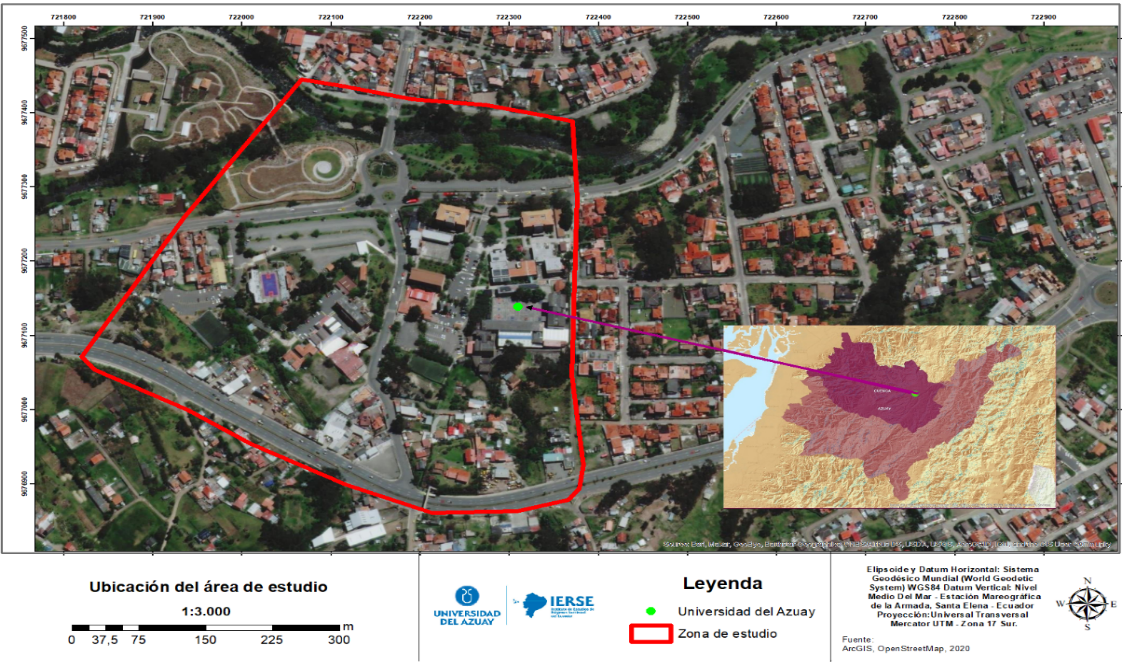 721800 721900 722000 722100 722200 722300 722400 722500 722600 722700 722800 722900
9677500
9677400
9677300
9677200
9677100
9677000
9676900
CUENCA
AZUAY
Ubicación del área de estudio
1:3.000
m
0 37,5 75 150 225 300
UNIVERSIDAD
DEL AZUAY
IERSE
Leyenda
Universidad del Azuay
Zona de estudio
Elipsoide y Datum Horizontal: Sistema
Geodésico Mundial (World Geodetic
System) WGS84 Datum Vertical: Nivel
Medio Del Mar - Estación Mareográfica
de la Armada, Santa Elena - Ecuador
Proyección:Universal Transversal
Mercator UTM - Zona 17 Sur.
N
W E
S
Fuente:
ArcGIS, OpenStreetMap, 2020